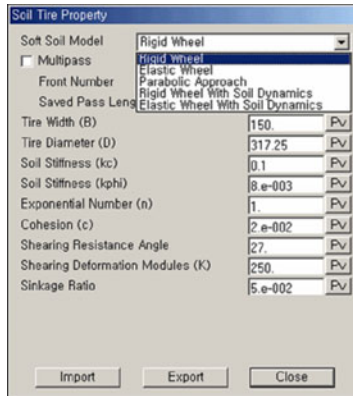 Soil Tire Property
Soft Soil Model Rigid Wheel
Multipass Rigid Wheel
Elastic Wheel
Front Number Parabolic Approach
Rigid Wheel With Soil Dynamics
Saved Pass Leng Elastic Wheel With Soil Dynamics
Tire Width (B) 150. Pv
Tire Diameter (D) 317.25 Pv
Soil Stiffness (kc) 0.1 Pv
Soil Stiffness (kphi) 8.e-003 Pv
Exponential Number (n) 1. Pv
Cohesion (c) 2.e-002 Pv
Shearing Resistance Angle 27. Pv
Shearing Deformation Modules (K) 250. Pv
Sinkage Ratio 5.e-002 Pv
Import Export Close